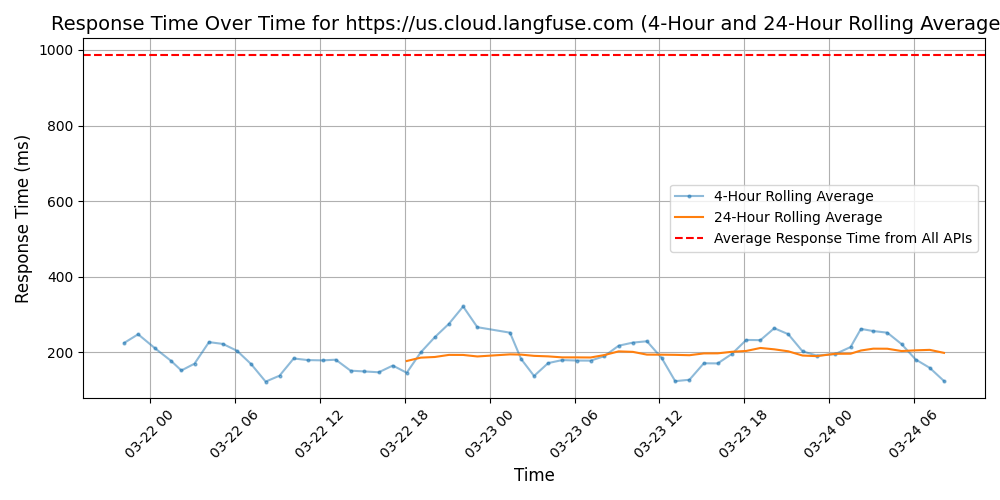 Response Time Over Time for https://us.cloud.langfuse.com (4-Hour and 24-Hour Rolling Average
Response Time (ms)
1000
800
600
400
200
4-Hour Rolling Average
24-Hour Rolling Average
Average Response Time from All APIs
03-22 00
03-22 06
03-22 12
03-22 18
03-23 00
03-23 06
03-23 12
03-23 18
03-24 00
03-24 06
Time